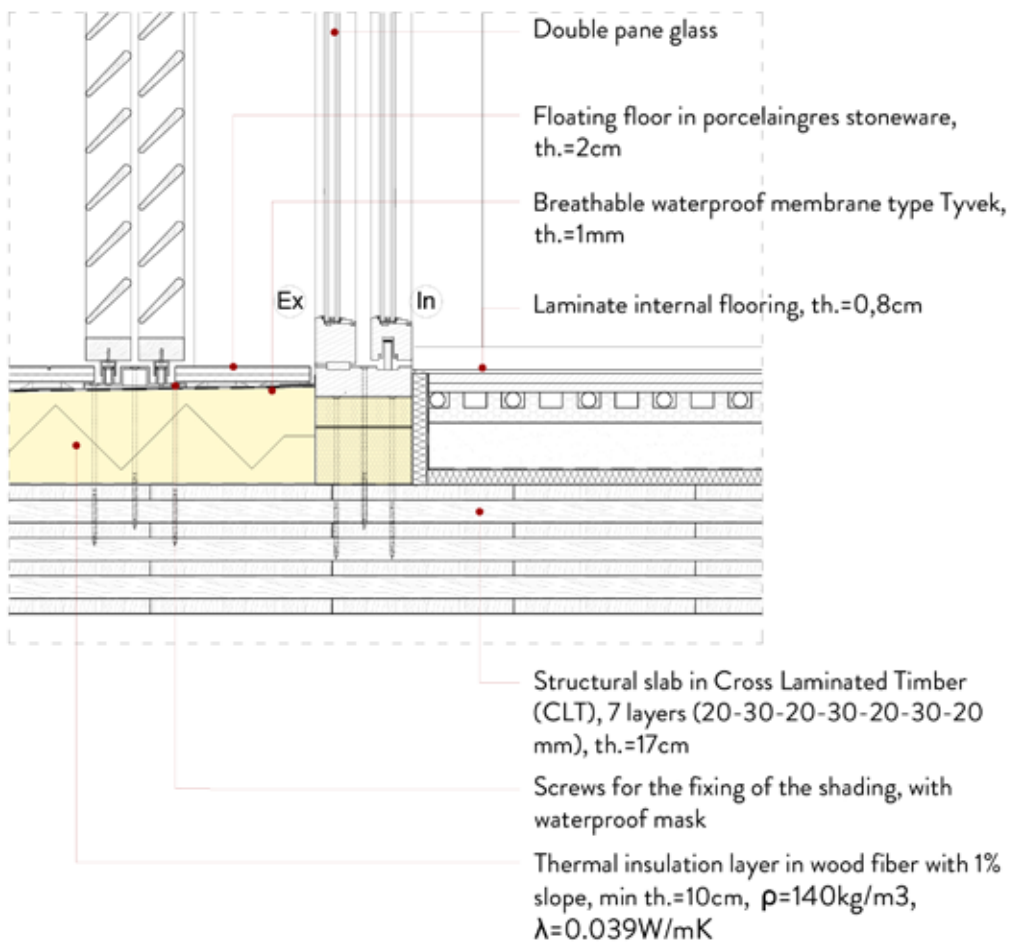 Double pane glass
Floating floor in porcelaingres stoneware,
th.=2cm
Breathable waterproof membrane type Tyvek,
th.=1mm
Ex
In
Laminate internal flooring, th.=0,8cm
Structural slab in Cross Laminated Timber
(CLT), 7 layers (20-30-20-30-20-30-20
mm), th.=17cm
Screws for the fixing of the shading, with
waterproof mask
Thermal insulation layer in wood fiber with 1%
slope, min th.=10cm, ρ=140kg/m3,
λ=0.039W/mK